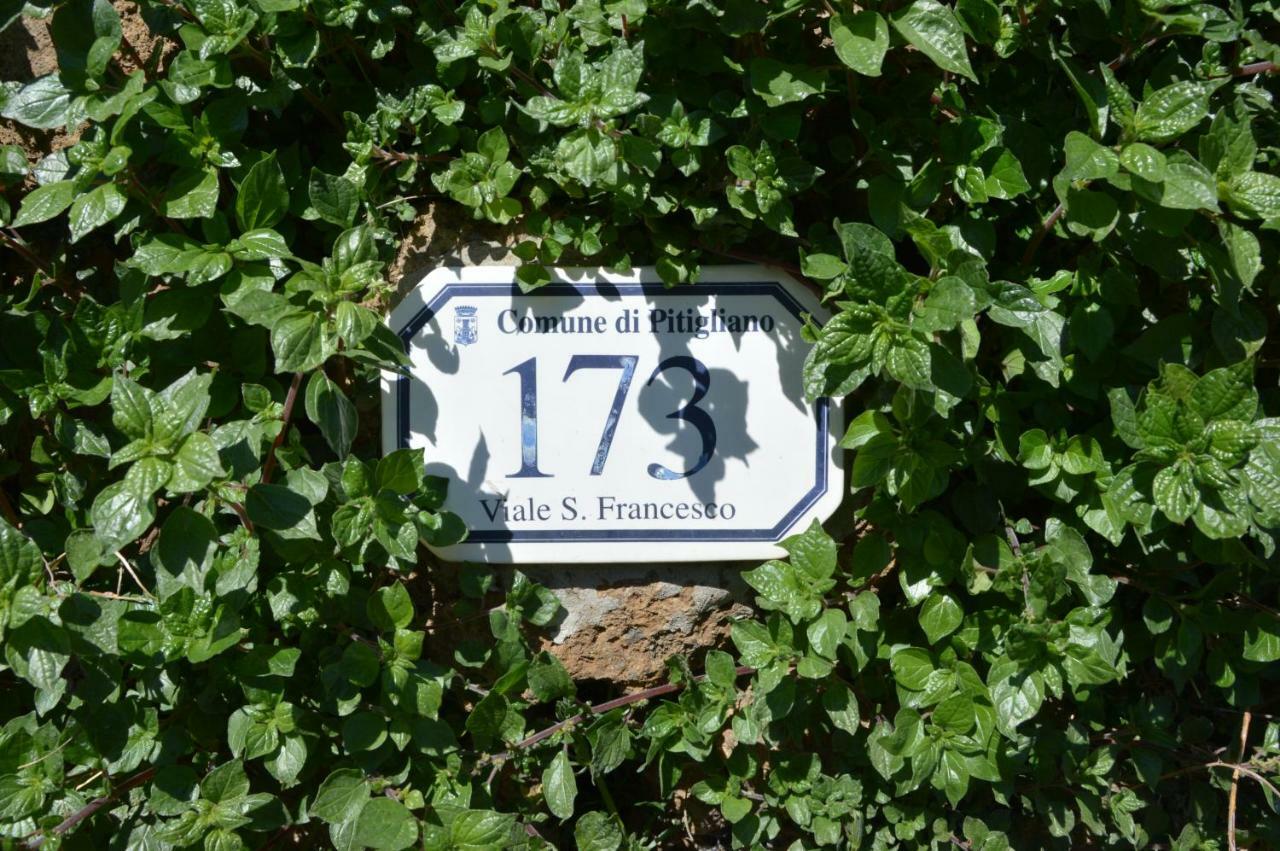 Comune di Pitigliano
173
Viale S. Francesco